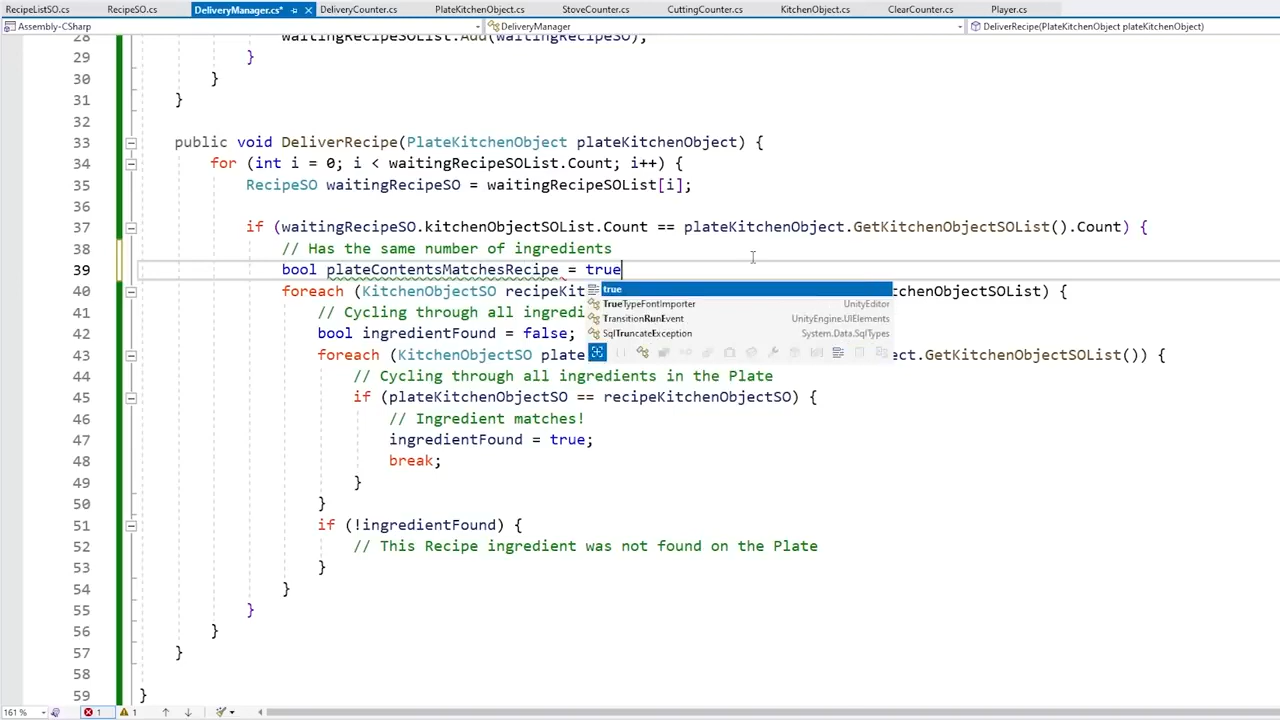 RecipeListSO.cs RecipeSO.cs DeliveryManager.cs* DeliveryCounter.cs PlateKitchenObject.cs StoveCounter.cs CuttingCounter.cs KitchenObject.cs ClearCounter.cs Player.cs
Assembly-CSharp DeliveryManager DeliverRecipe(PlateKitchenObject plateKitchenObject)
28 waitingRecipeSOList.Add(waitingRecipeSO);
29 }
30 }
31 }
32
33 public void DeliverRecipe(PlateKitchenObject plateKitchenObject) {
34 for (int i = 0; i < waitingRecipeSOList.Count; i++) {
35 RecipeSO waitingRecipeSO = waitingRecipeSOList[i];
36
37 if (waitingRecipeSO.kitchenObjectSOList.Count == plateKitchenObject.GetKitchenObjectSOList().Count) {
38 // Has the same number of ingredients
39 bool plateContentsMatchesRecipe = true
true
40 foreach (KitchenObjectSO recipeKit chenObjectSOList) {
TrueTypeFontImporter UnityEditor
41 // Cycling through all ingredi
TransitionRunEvent UnityEngine.UIElements
42 bool ingredientFound = false;
SqlTruncateException System.Data.SqlTypes
43 foreach (KitchenObjectSO plate ect.GetKitchenObjectSOList()) {
44 // Cycling through all ingredients in the Plate
45 if (plateKitchenObjectSO == recipeKitchenObjectSO) {
46 // Ingredient matches!
47 ingredientFound = true;
48 break;
49 }
50 }
51 if (!ingredientFound) {
52 // This Recipe ingredient was not found on the Plate
53 }
54 }
55 }
56 }
57 }
58
59 }
161 % 1 1